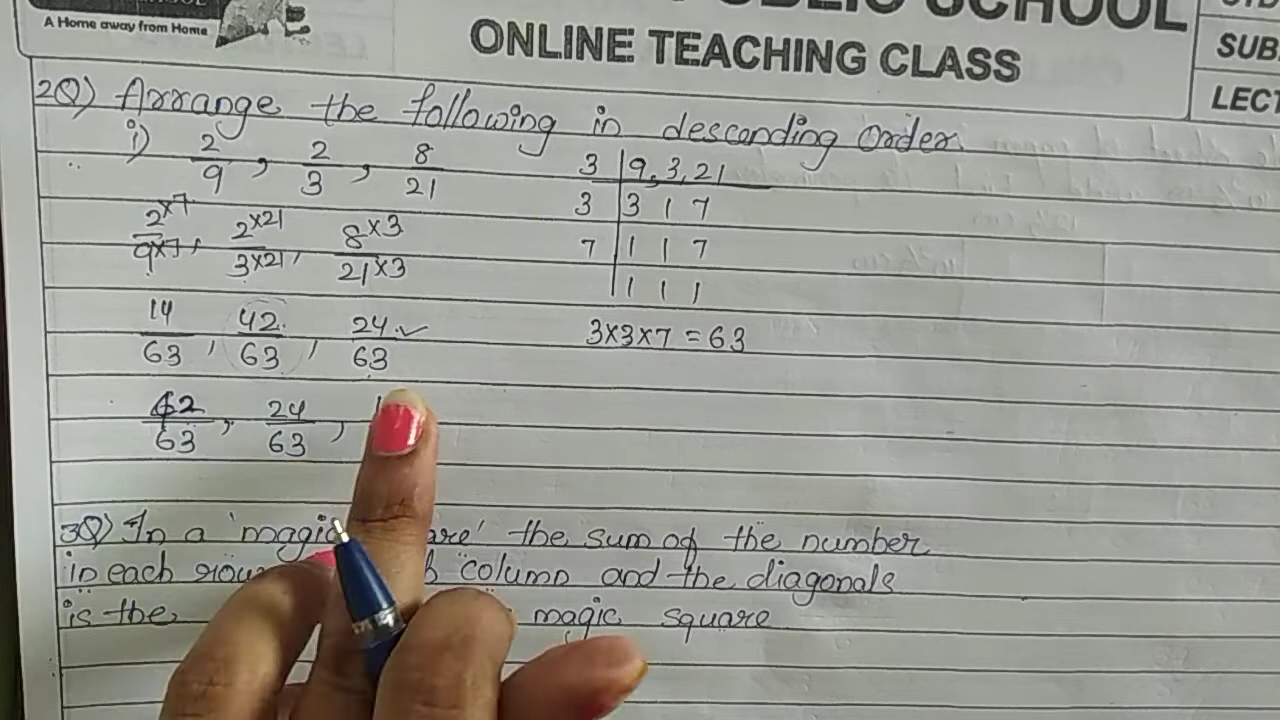 A Home away from Home
PUBLIC SCHOOL
ONLINE TEACHING CLASS
SUB.
LECT
2Q) Arrange the following in descending order.
i) 2/9, 2/3, 8/21
3 | 9, 3, 21
3 | 3 1 7
2×7/9×7, 2×21/3×21, 8×3/21×3
7 | 1 1 7
1 1 1
14/63, 42/63, 24/63 ✓
3×3×7 = 63
42/63, 24/63,
3Q) In a 'magic are' the sum of the number
in each column and the diagonals
is the magic square